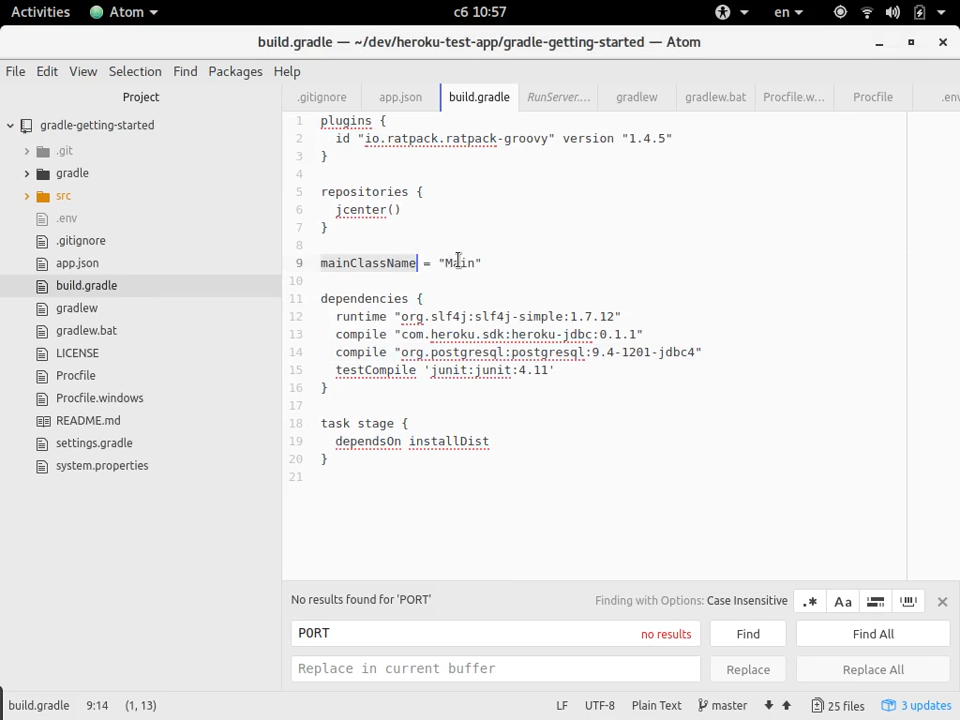 Activities Atom сб 10:57 en
build.gradle — ~/dev/heroku-test-app/gradle-getting-started — Atom
File Edit View Selection Find Packages Help
Project
.gitignore app.json build.gradle RunServer.... gradlew gradlew.bat Procfile.w... Procfile .env
gradle-getting-started
.git
gradle
src
.env
.gitignore
app.json
build.gradle
gradlew
gradlew.bat
LICENSE
Procfile
Procfile.windows
README.md
settings.gradle
system.properties
1 plugins {
2 id "io.ratpack.ratpack-groovy" version "1.4.5"
3 }
4
5 repositories {
6 jcenter()
7 }
8
9 mainClassName = "Main"
10
11 dependencies {
12 runtime "org.slf4j:slf4j-simple:1.7.12"
13 compile "com.heroku.sdk:heroku-jdbc:0.1.1"
14 compile "org.postgresql:postgresql:9.4-1201-jdbc4"
15 testCompile 'junit:junit:4.11'
16 }
17
18 task stage {
19 dependsOn installDist
20 }
21
No results found for 'PORT' Finding with Options: Case Insensitive .* Aa
PORT no results Find Find All
Replace in current buffer Replace Replace All
build.gradle 9:14 (1, 13) LF UTF-8 Plain Text master 25 files 3 updates